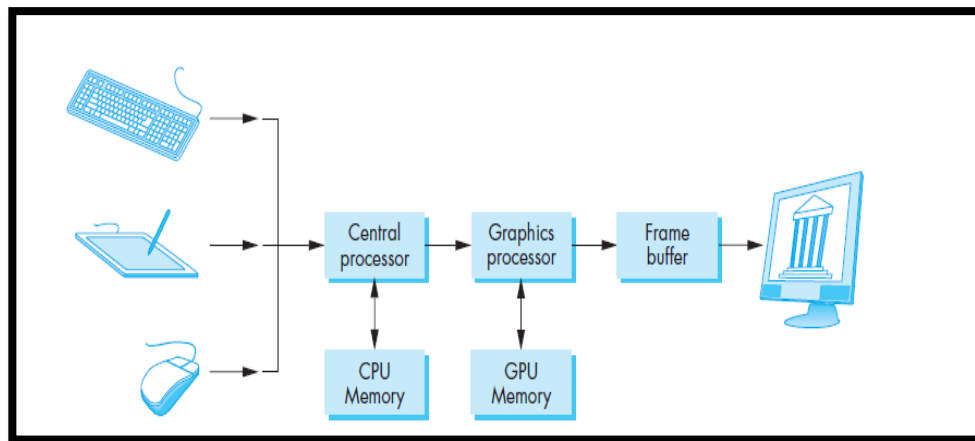 Central
processor
Graphics
processor
Frame
buffer
CPU
Memory
GPU
Memory